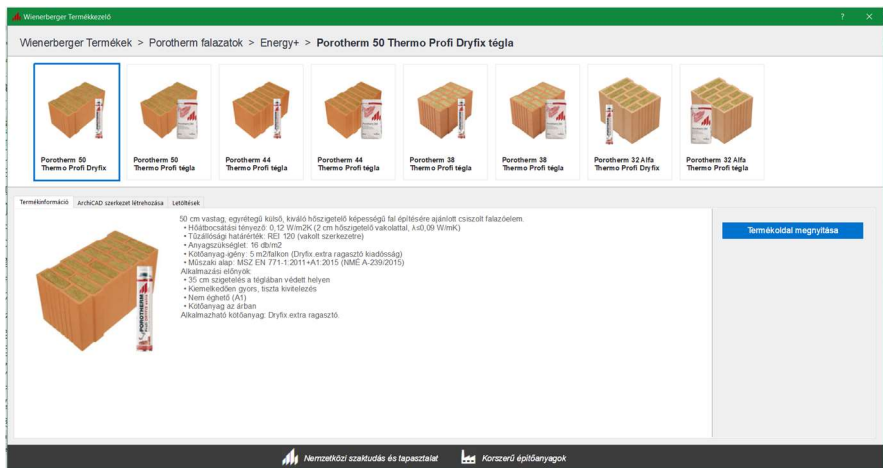 Wienerberger Termékkezelő
? X
Wienerberger Termékek > Porotherm falazatok > Energy+ > Porotherm 50 Thermo Profi Dryfix tégla
Porotherm 50
Thermo Profi Dryfix
Porotherm 50
Thermo Profi tégla
Porotherm 44
Thermo Profi Dryfix
Porotherm 44
Thermo Profi tégla
Porotherm 38
Thermo Profi tégla
Porotherm 38
Thermo Profi tégla
Porotherm 32 Alfa
Thermo Profi Dryfix
Porotherm 32 Alfa
Thermo Profi tégla
Termékinformáció ArchiCAD szerkezet létrehozása Letöltések
50 cm vastag, egyrétegű külső, kiváló hőszigetelő képességű fal építésére ajánlott csiszolt falazóelem.
• Hőátbocsátási tényező: 0,12 W/m2K (2 cm hőszigetelő vakolattal, λ≤0,09 W/mK)
• Tűzállósági határérték: REI 120 (vakolt szerkezetre)
• Anyagszükséglet: 16 db/m2
• Kötőanyag-igény: 5 m2/falkon (Dryfix.extra ragasztó kiadósság)
• Műszaki alap: MSZ EN 771-1:2011+A1:2015 (NMÉ A-239/2015)
Alkalmazási előnyök:
• 35 cm szigetelés a téglában védett helyen
• Kiemelkedően gyors, tiszta kivitelezés
• Nem éghető (A1)
• Kötőanyag az árban
Alkalmazható kötőanyag: Dryfix.extra ragasztó.
POROTHERM
Termékoldal megnyitása
Nemzetközi szaktudás és tapasztalat Korszerű építőanyagok